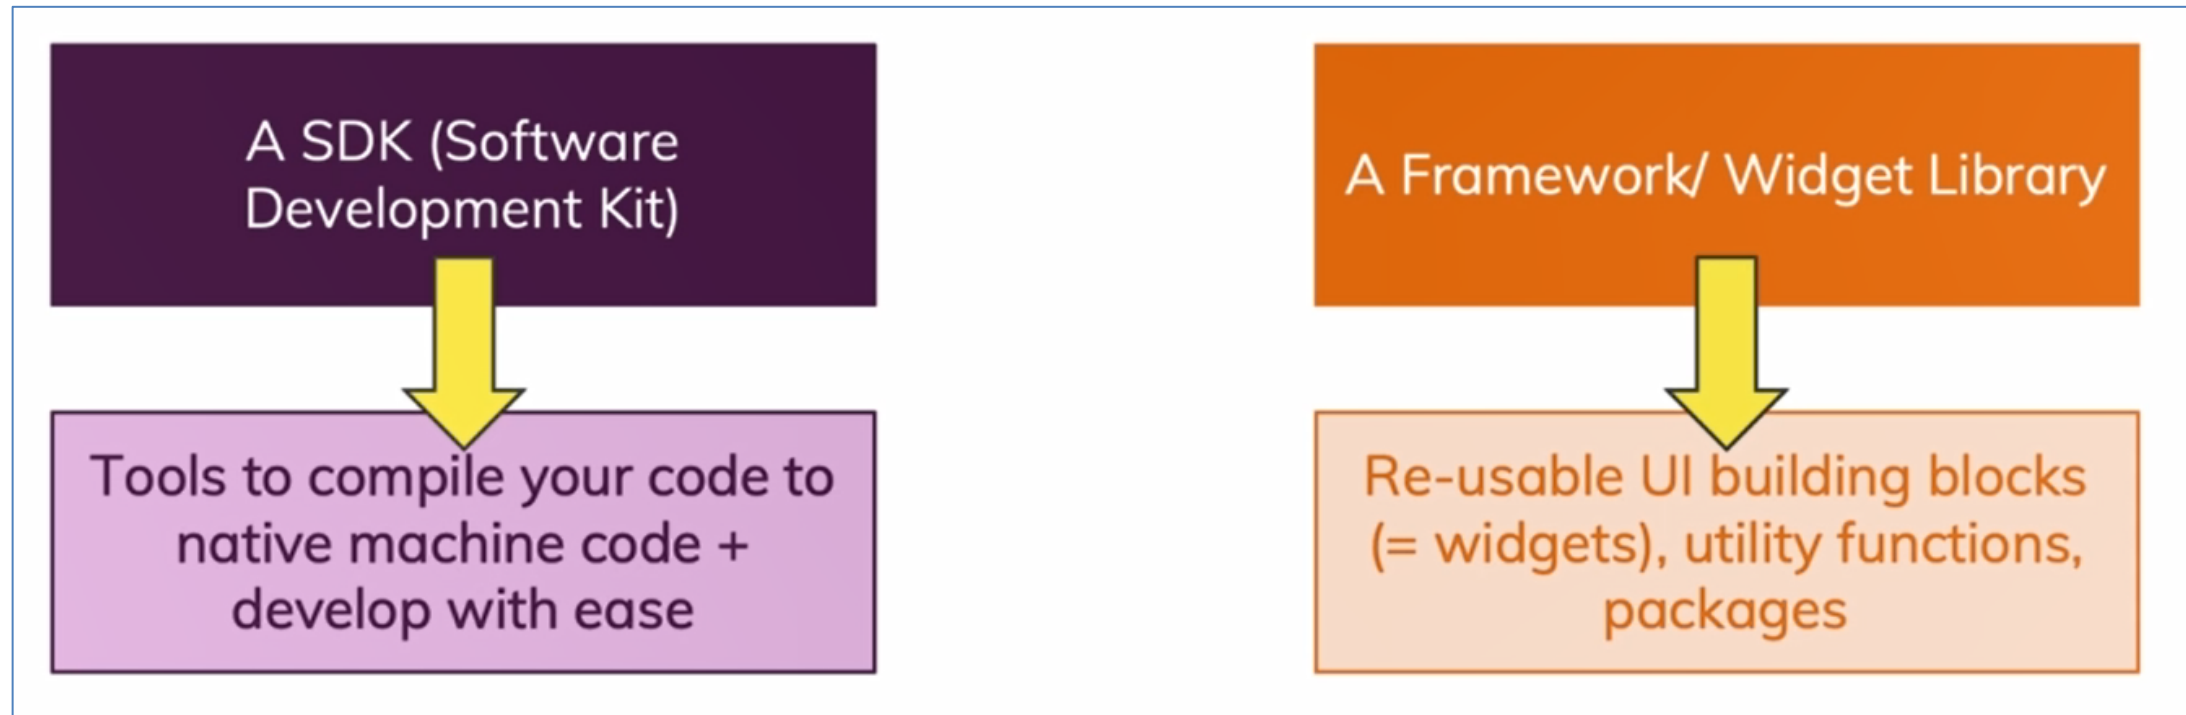 A SDK (Software
Development Kit)
Tools to compile your code to
native machine code +
develop with ease
A Framework/ Widget Library
Re-usable UI building blocks
(= widgets), utility functions,
packages